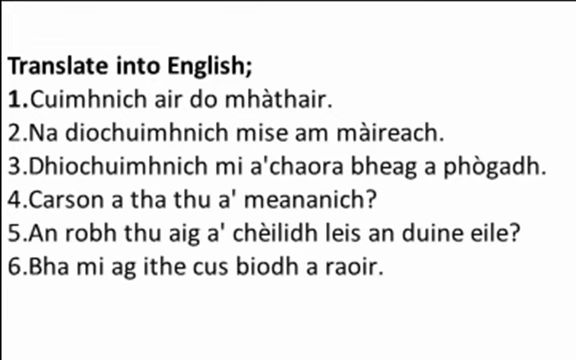 Translate into English;
1.Cuimhnich air do mhàthair.
2.Na diochuimhnich mise am màireach.
3.Dhiochuimhnich mi a'chaora bheag a phògadh.
4.Carson a tha thu a' meananich?
5.An robh thu aig a' chèilidh leis an duine eile?
6.Bha mi ag ithe cus biodh a raoir.